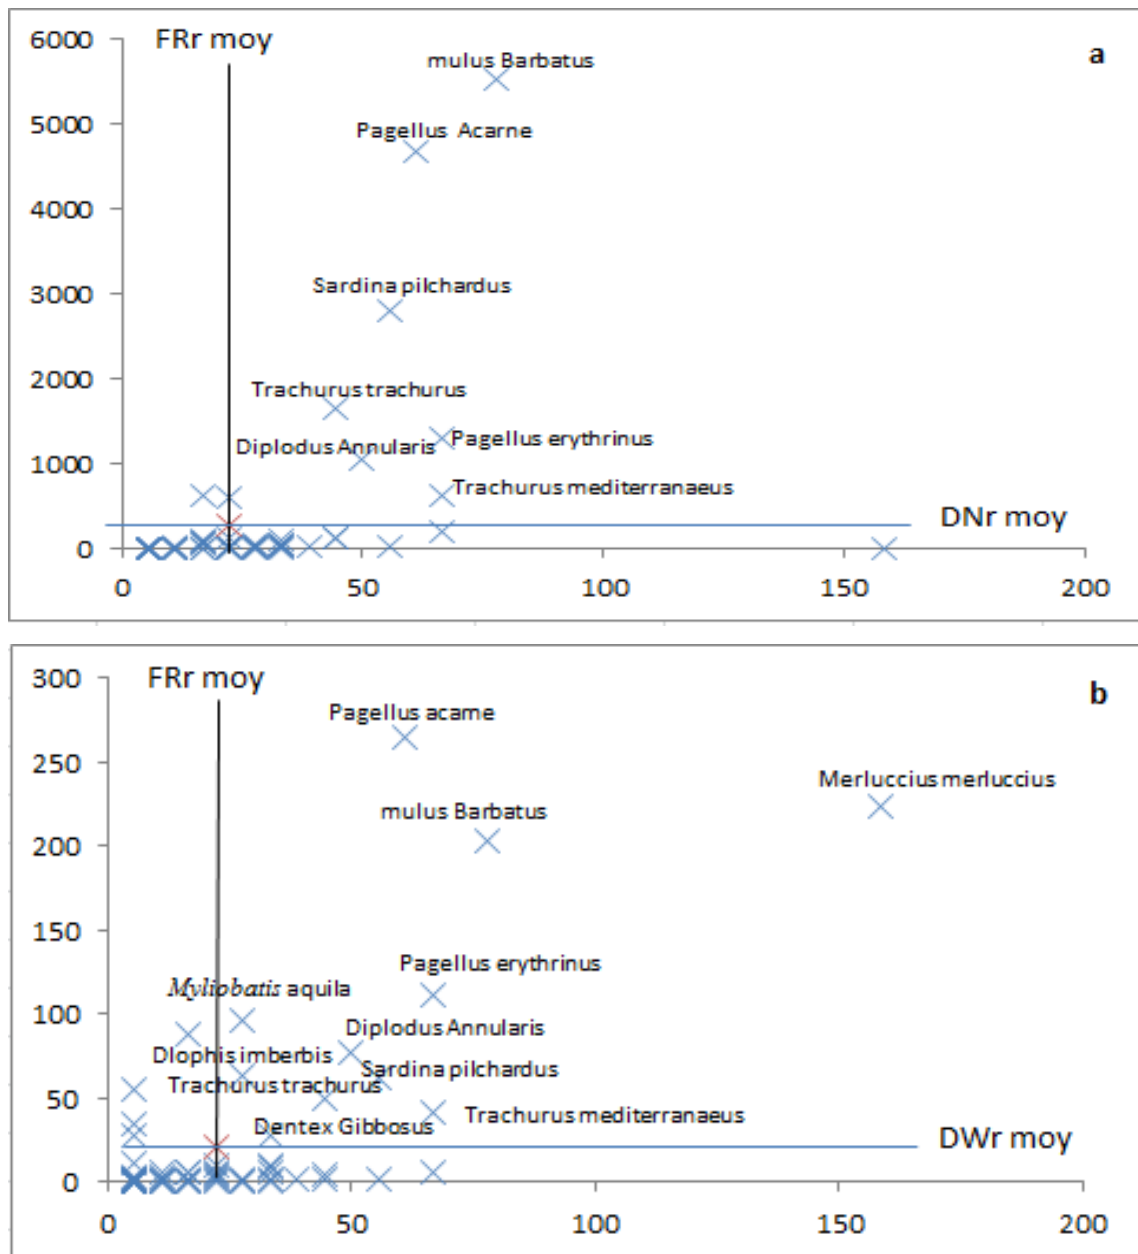 FRr moy
a
6000
mulus Barbatus
5000
Pagellus Acarne
4000
Sardina pilchardus
3000
2000
Trachurus trachurus
Diplodus Annularis
Pagellus erythrinus
1000
Trachurus mediterranaeus
DNr moy
0
0 50 100 150 200
FRr moy
b
300
Pagellus acarne
250
Merluccius merluccius
mulus Barbatus
200
150
Pagellus erythrinus
Myliobatis aquila
100
Diplodus Annularis
Dlophis imberbis
Sardina pilchardus
Trachurus trachurus
50
Trachurus mediterranaeus
Dentex Gibbosus
DWr moy
0
0 50 100 150 200